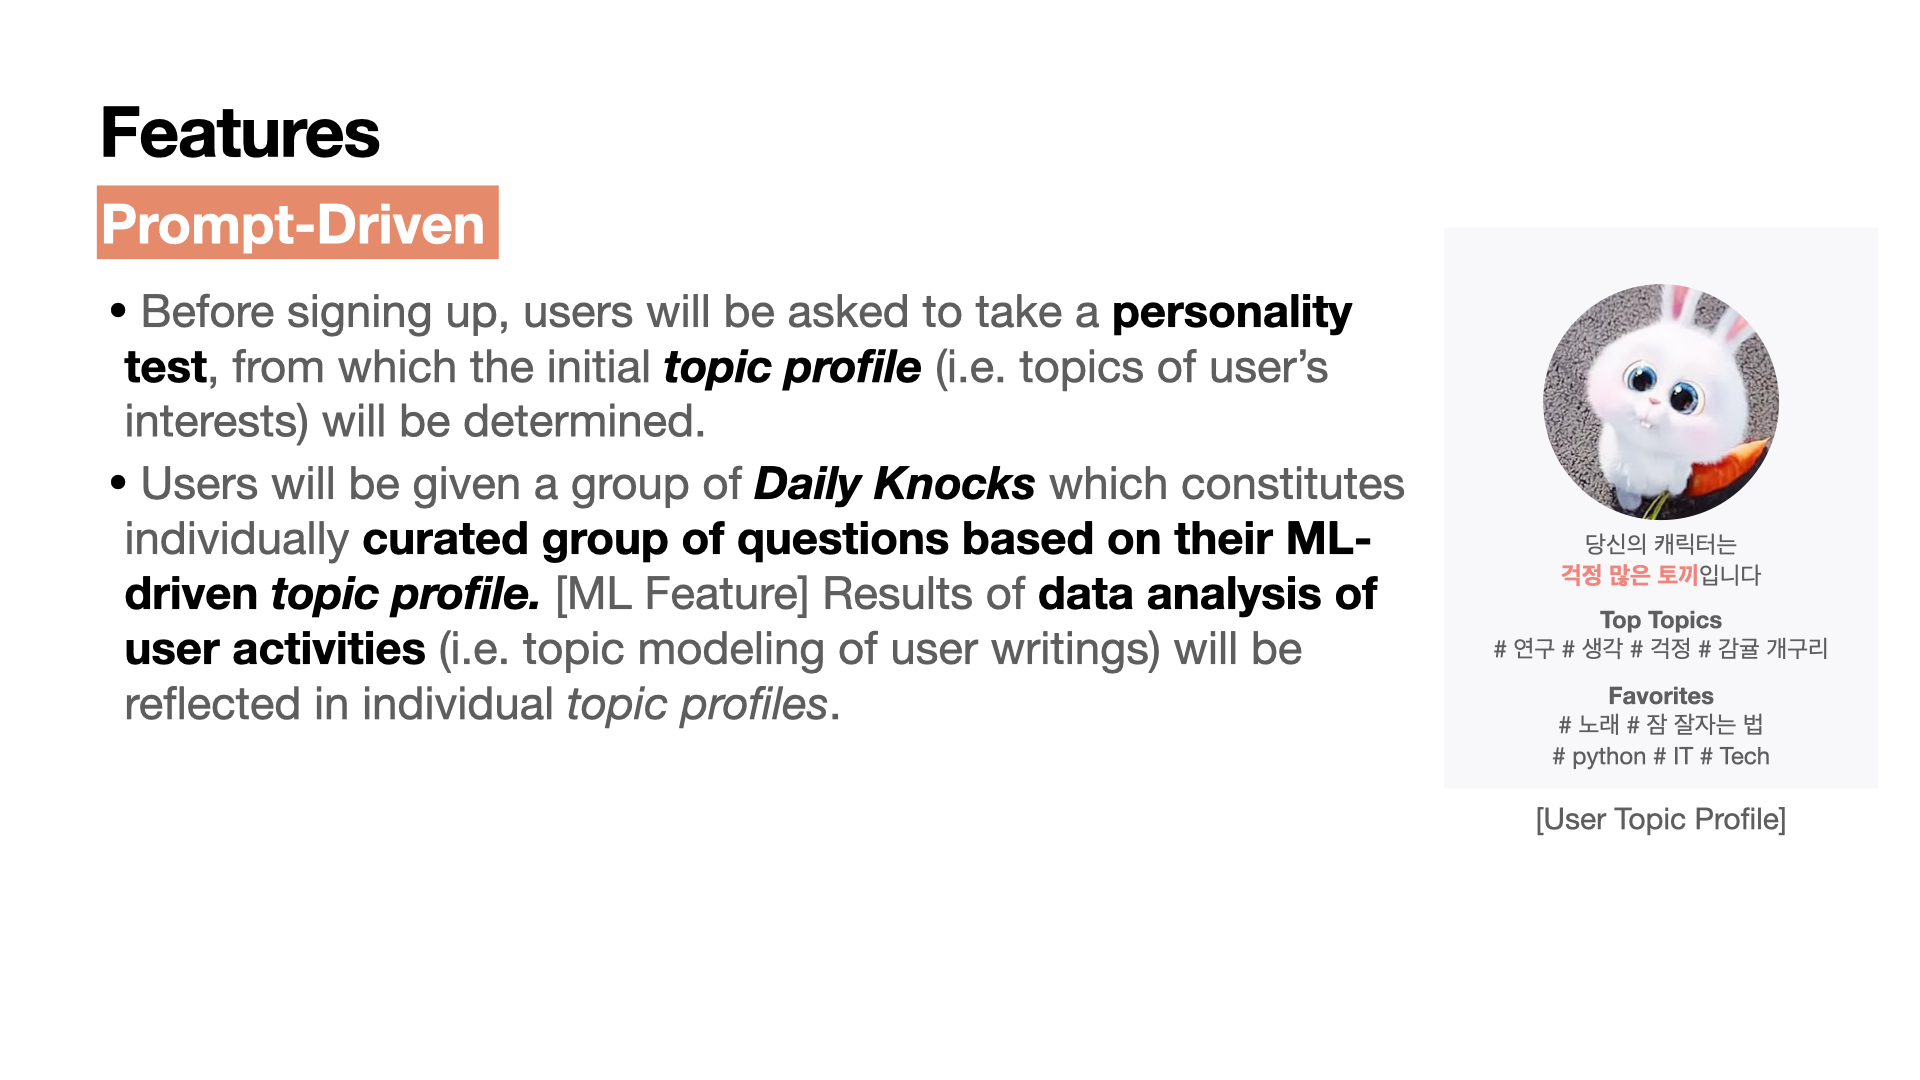 Features
Prompt-Driven
• Before signing up, users will be asked to take a personality
test, from which the initial topic profile (i.e. topics of user’s
interests) will be determined.
• Users will be given a group of Daily Knocks which constitutes
individually curated group of questions based on their ML-
driven topic profile. [ML Feature] Results of data analysis of
user activities (i.e. topic modeling of user writings) will be
reflected in individual topic profiles.
당신의 캐릭터는
걱정 많은 토끼입니다
Top Topics
# 연구 # 생각 # 걱정 # 감귤 개구리
Favorites
# 노래 # 잠 잘자는 법
# python # IT # Tech
[User Topic Profile]